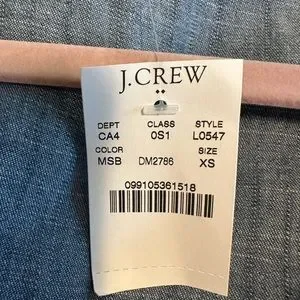 J.CREW
DEPT CLASS STYLE
CA4 0S1 L0547
COLOR SIZE
MSB DM2786 XS
099105361518